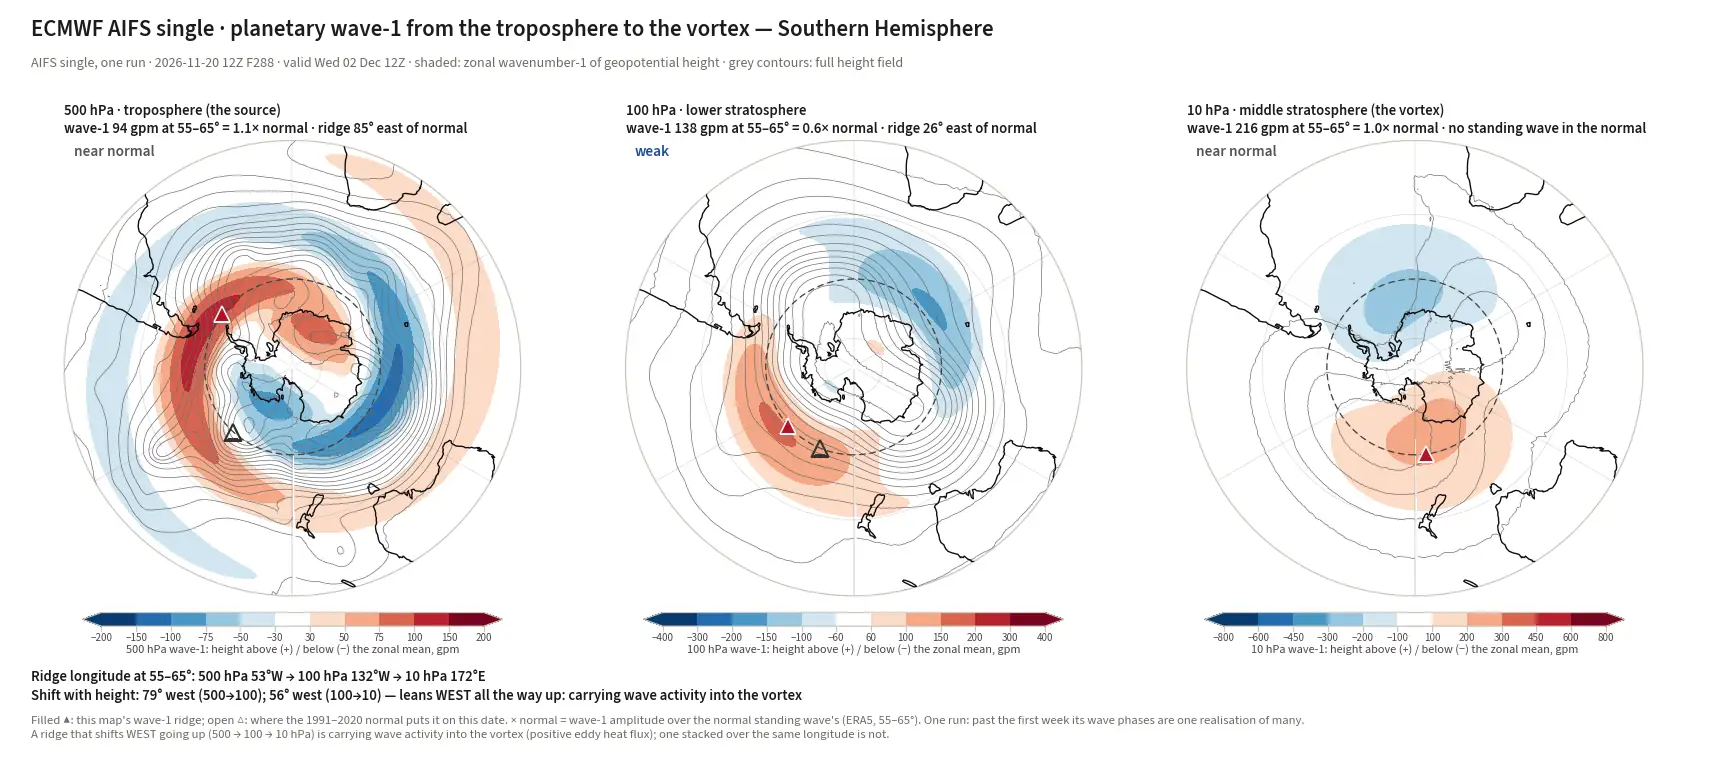 ECMWF AIFS single · planetary wave-1 from the troposphere to the vortex — Southern Hemisphere
AIFS single, one run · 2026-11-20 12Z F288 · valid Wed 02 Dec 12Z · shaded: zonal wavenumber-1 of geopotential height · grey contours: full height field
500 hPa · troposphere (the source)
wave-1 94 gpm at 55–65° = 1.1× normal · ridge 85° east of normal
near normal
100 hPa · lower stratosphere
wave-1 138 gpm at 55–65° = 0.6× normal · ridge 26° east of normal
weak
10 hPa · middle stratosphere (the vortex)
wave-1 216 gpm at 55–65° = 1.0× normal · no standing wave in the normal
near normal
−200 −150 −100 −75 −50 −30 30 50 75 100 150 200
500 hPa wave-1: height above (+) / below (−) the zonal mean, gpm
−400 −300 −200 −150 −100 −60 60 100 150 200 300 400
100 hPa wave-1: height above (+) / below (−) the zonal mean, gpm
−800 −600 −450 −300 −200 −100 100 200 300 450 600 800
10 hPa wave-1: height above (+) / below (−) the zonal mean, gpm
Ridge longitude at 55–65°: 500 hPa 53°W → 100 hPa 132°W → 10 hPa 172°E
Shift with height: 79° west (500→100); 56° west (100→10) — leans WEST all the way up: carrying wave activity into the vortex
Filled ▲: this map's wave-1 ridge; open △: where the 1991–2020 normal puts it on this date. × normal = wave-1 amplitude over the normal standing wave's (ERA5, 55–65°). One run: past the first week its wave phases are one realisation of many.
A ridge that shifts WEST going up (500 → 100 → 10 hPa) is carrying wave activity into the vortex (positive eddy heat flux); one stacked over the same longitude is not.